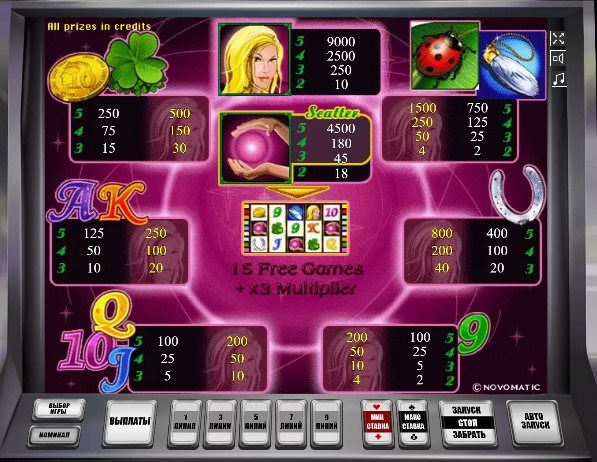 All prizes in credits
5 9000
4 2500
3 250
2 10
5 250 500
4 75 150
3 15 30
Scatter
5 4500
4 180
3 45
2 18
1500 750 5
250 125 4
50 25 3
4 2 2
A K
5 125 250
4 50 100
3 10 20
15 Free Games
+ x3 Multiplier
800 400 5
200 100 4
40 20 3
Q
10 J
5 100 200
4 25 50
3 5 10
200 100 5
50 25 4
10 5 3
4 2 2
9
© NOVOMATIC
ВЫБОР
ИГРЫ
НОМИНАЛ
ВЫПЛАТЫ
1
ЛИНИЯ
3
ЛИНИИ
5
ЛИНИЙ
7
ЛИНИЙ
9
ЛИНИЙ
МИН
СТАВКА
МАКС
СТАВКА
ЗАПУСК
СТОП
ЗАБРАТЬ
АВТО
ЗАПУСК